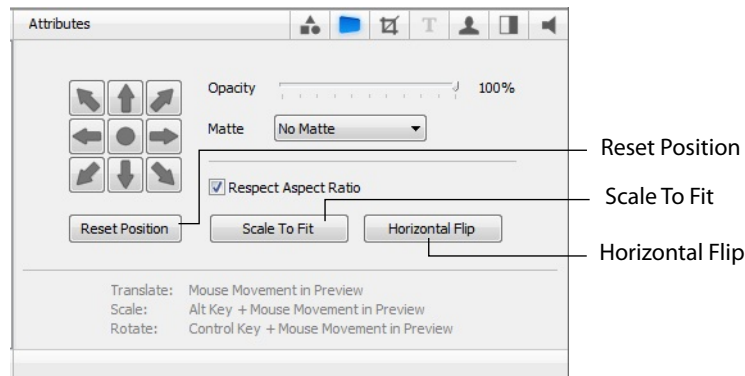 Attributes
T
Opacity 100%
Matte No Matte
Respect Aspect Ratio
Reset Position Scale To Fit Horizontal Flip
Translate: Mouse Movement in Preview
Scale: Alt Key + Mouse Movement in Preview
Rotate: Control Key + Mouse Movement in Preview
Reset Position
Scale To Fit
Horizontal Flip